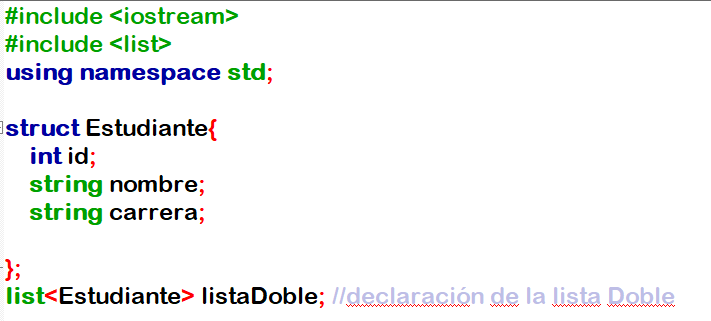 #include <iostream>
#include <list>
using namespace std;
struct Estudiante{
int id;
string nombre;
string carrera;
};
list<Estudiante> listaDoble; //declaración de la lista Doble